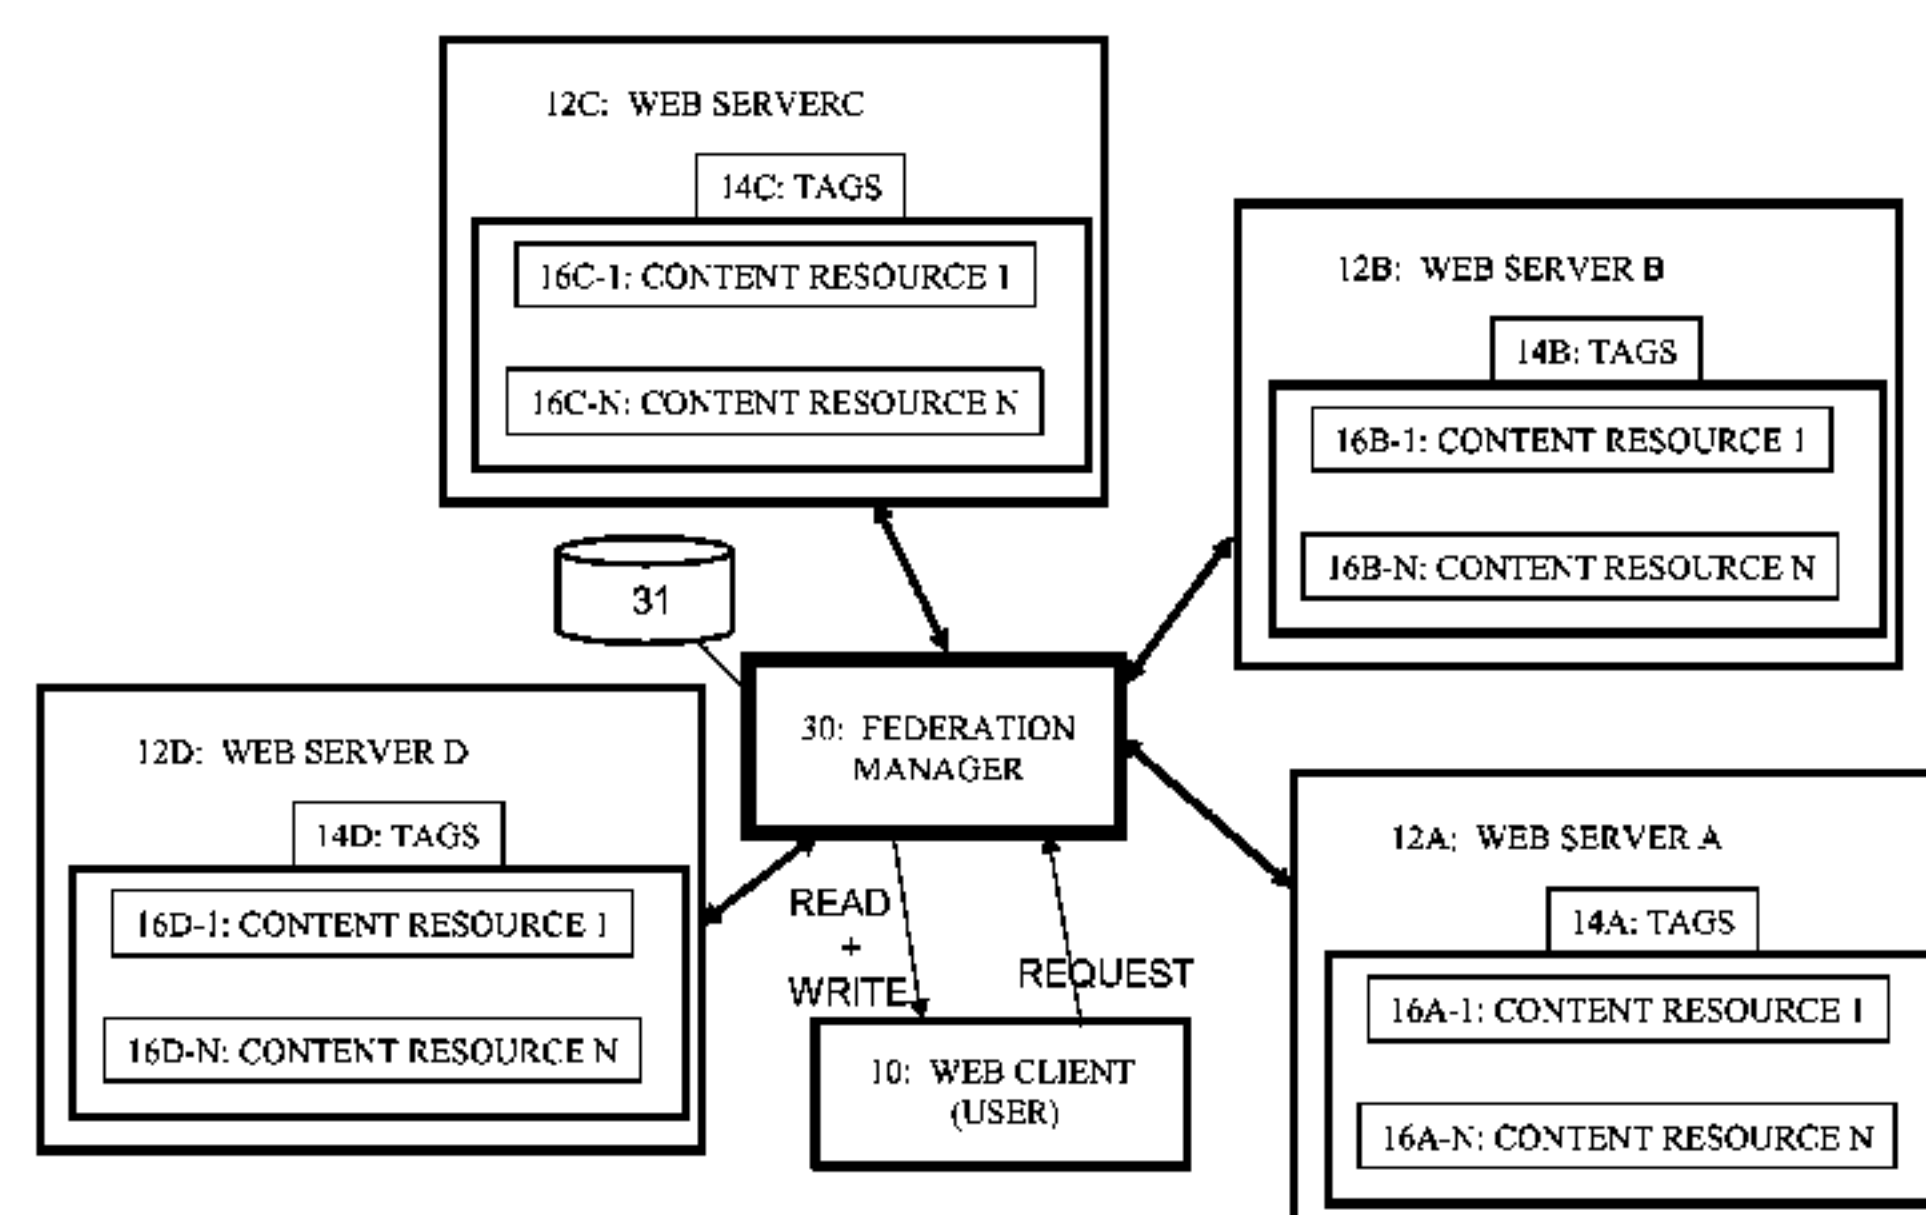 12C: WEB SERVERC
14C: TAGS
16C-1: CONTENT RESOURCE 1
16C-N: CONTENT RESOURCE N
12B: WEB SERVER B
14B: TAGS
16B-1: CONTENT RESOURCE 1
16B-N: CONTENT RESOURCE N
31
30: FEDERATION
MANAGER
12D: WEB SERVER D
14D: TAGS
16D-1: CONTENT RESOURCE 1
16D-N: CONTENT RESOURCE N
READ
+
WRITE
REQUEST
10: WEB CLIENT
(USER)
12A: WEB SERVER A
14A: TAGS
16A-1: CONTENT RESOURCE 1
16A-N: CONTENT RESOURCE N